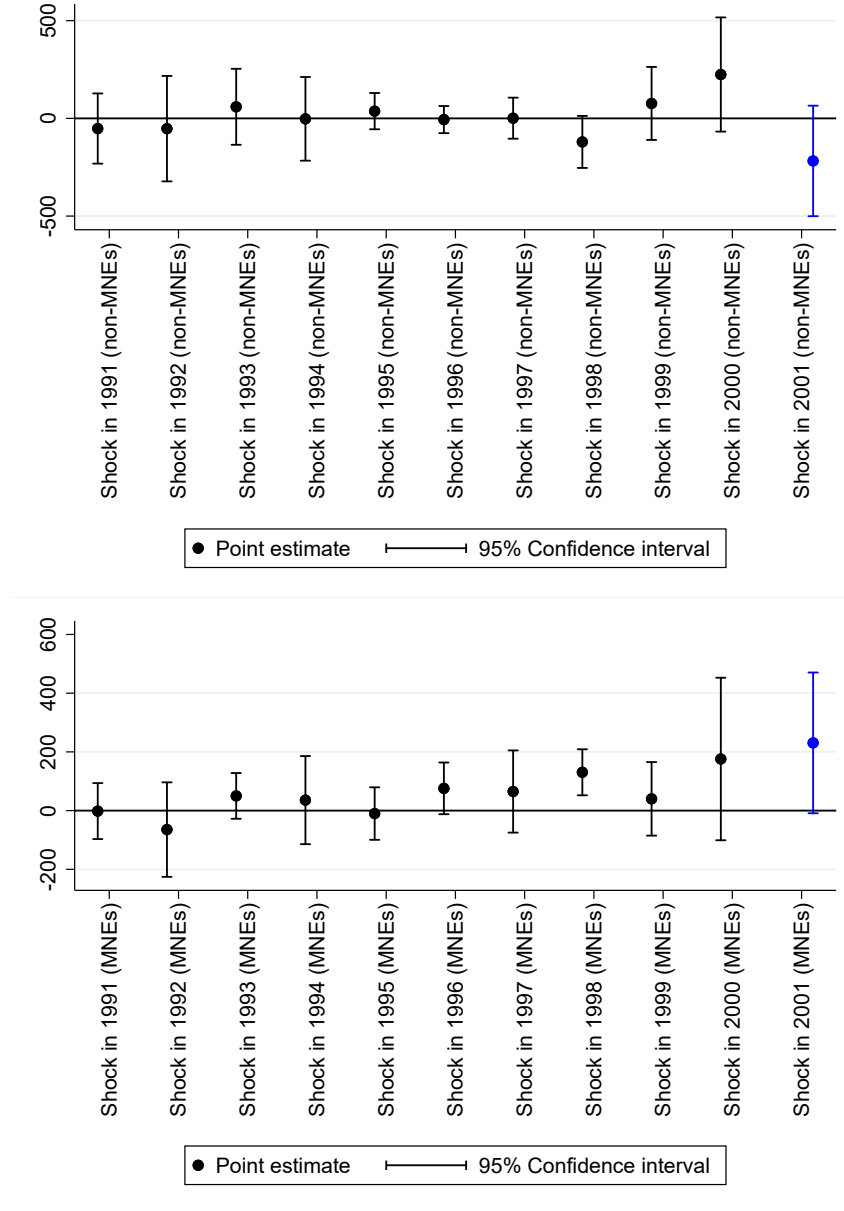 500
0
-500
Shock in 1991 (non-MNEs)
Shock in 1992 (non-MNEs)
Shock in 1993 (non-MNEs)
Shock in 1994 (non-MNEs)
Shock in 1995 (non-MNEs)
Shock in 1996 (non-MNEs)
Shock in 1997 (non-MNEs)
Shock in 1998 (non-MNEs)
Shock in 1999 (non-MNEs)
Shock in 2000 (non-MNEs)
Shock in 2001 (non-MNEs)
Point estimate 95% Confidence interval
600
400
200
0
-200
Shock in 1991 (MNEs)
Shock in 1992 (MNEs)
Shock in 1993 (MNEs)
Shock in 1994 (MNEs)
Shock in 1995 (MNEs)
Shock in 1996 (MNEs)
Shock in 1997 (MNEs)
Shock in 1998 (MNEs)
Shock in 1999 (MNEs)
Shock in 2000 (MNEs)
Shock in 2001 (MNEs)
Point estimate 95% Confidence interval